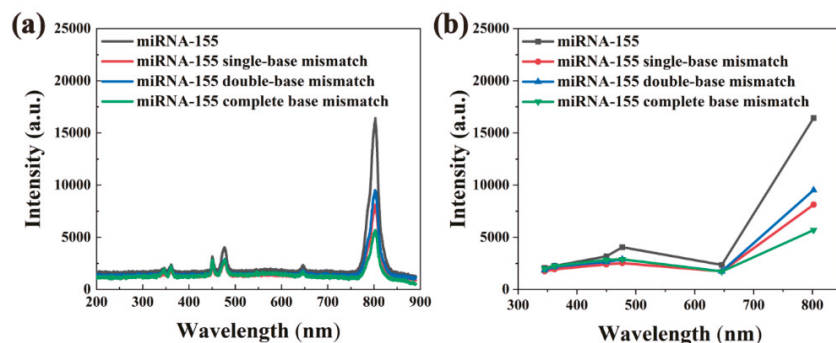 (a)
25000
20000
15000
10000
5000
0
Intensity (a.u.)
miRNA-155
miRNA-155 single-base mismatch
miRNA-155 double-base mismatch
miRNA-155 complete base mismatch
200 300 400 500 600 700 800 900
Wavelength (nm)
(b)
25000
20000
15000
10000
5000
0
Intensity (a.u.)
miRNA-155
miRNA-155 single-base mismatch
miRNA-155 double-base mismatch
miRNA-155 complete base mismatch
300 400 500 600 700 800
Wavelength (nm)